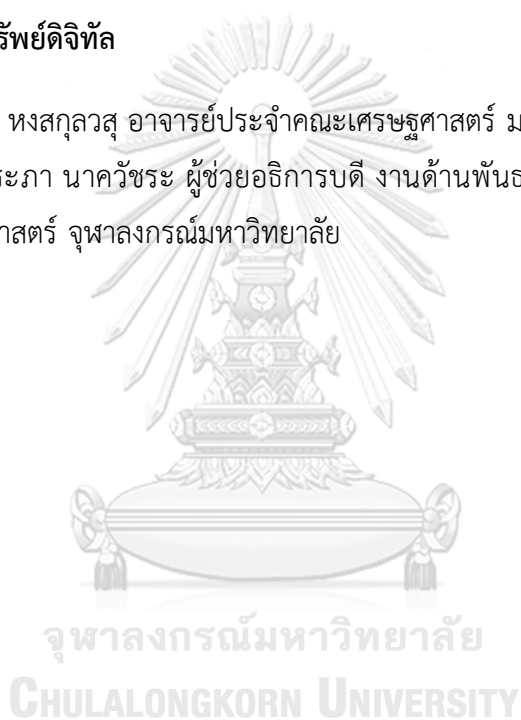 รัพย์ดิจิทัล
หงสกุลวสุ อาจารย์ประจำคณะเศรษฐศาสตร์ ม
ระภา นาควัชระ ผู้ช่วยอธิการบดี งานด้านพันธ
าสตร์ จุฬาลงกรณ์มหาวิทยาลัย
จุฬาลงกรณ์มหาวิทยาลัย
CHULALONGKORN UNIVERSITY